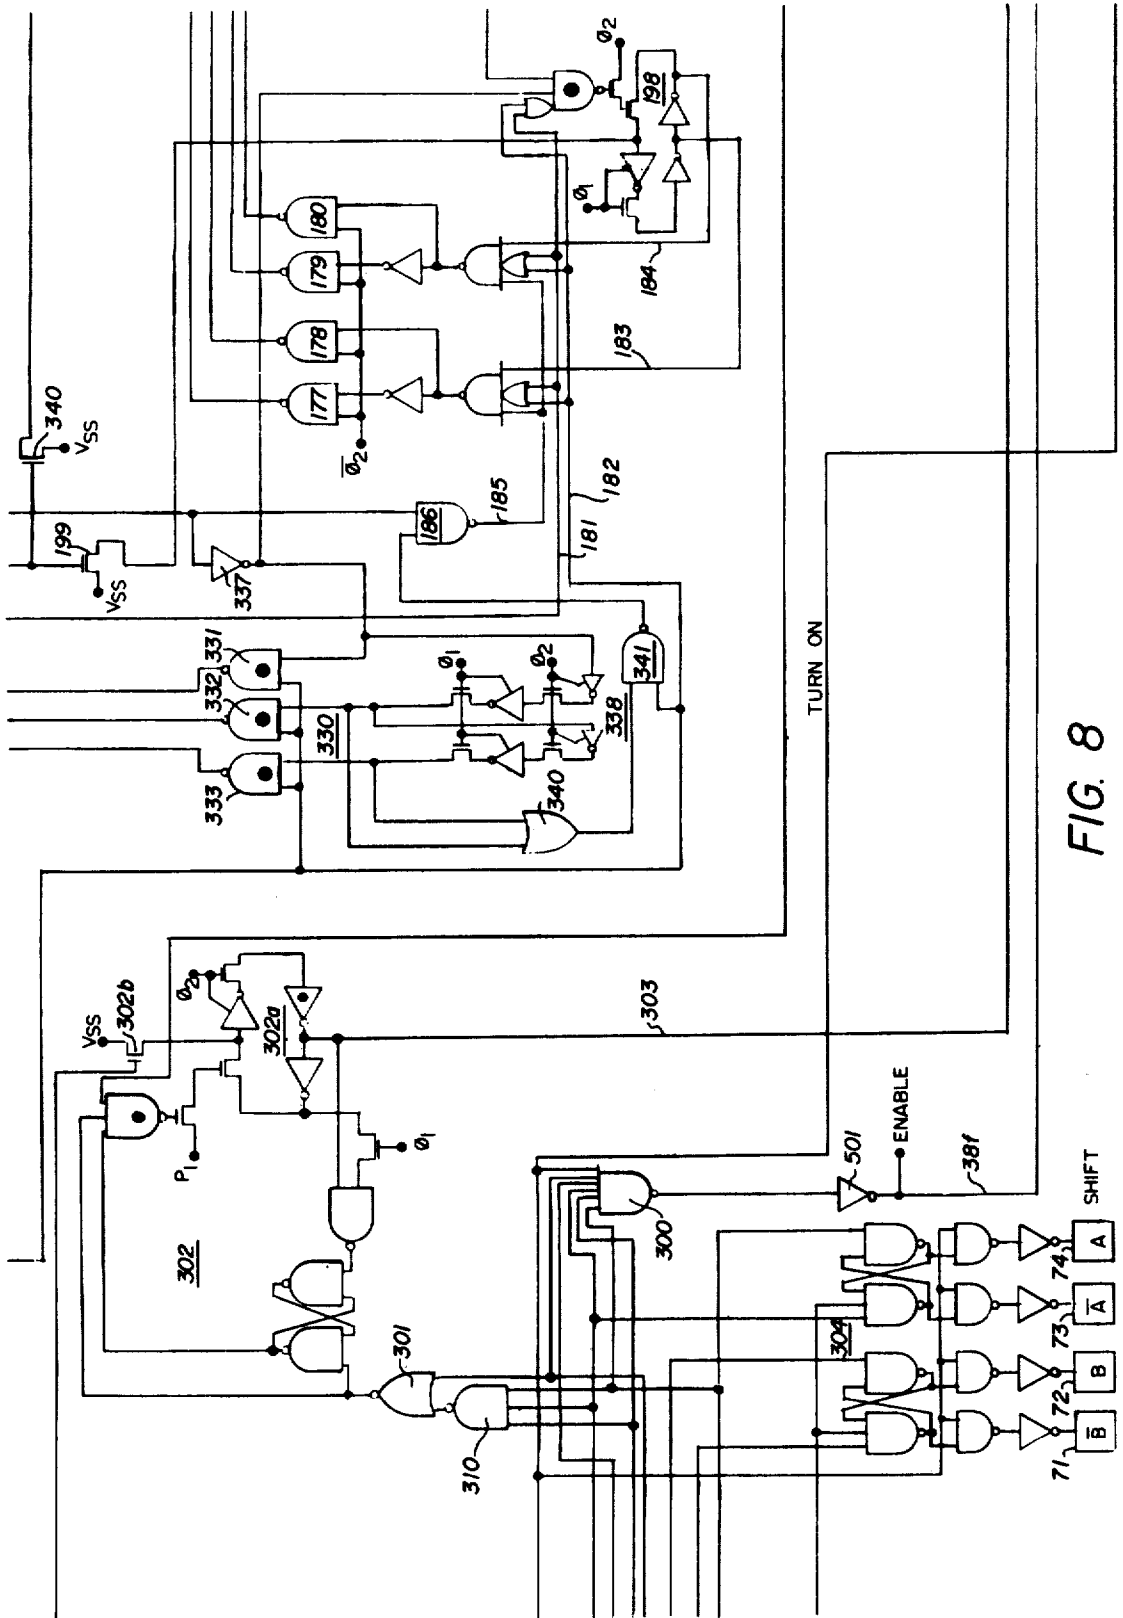 340
199
VSS
VSS
VSS
302b
P1
Ø2
302
333
332
331
337
302a
177
178
179
180
330
Ø̅2
301
Ø1
186
Ø1
310
185
Ø2
340
Ø1
181
182
Ø2
338
183
341
184
303
198
300
TURN ON
304
501
ENABLE
38f
71
72
73
74
B̅
B
A̅
A
SHIFT
FIG. 8